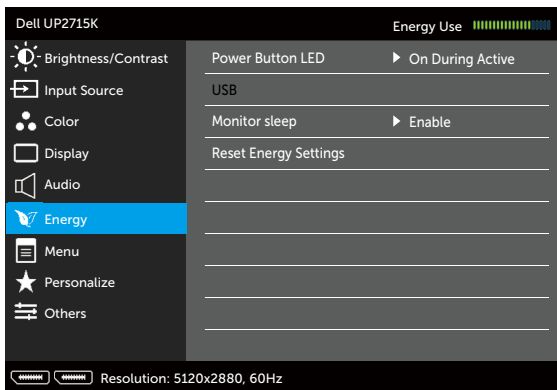 Dell UP2715K
Energy Use
Brightness/Contrast
Power Button LED
On During Active
Input Source
USB
Color
Monitor sleep
Enable
Display
Reset Energy Settings
Audio
Energy
Menu
Personalize
Others
Resolution: 5120x2880, 60Hz